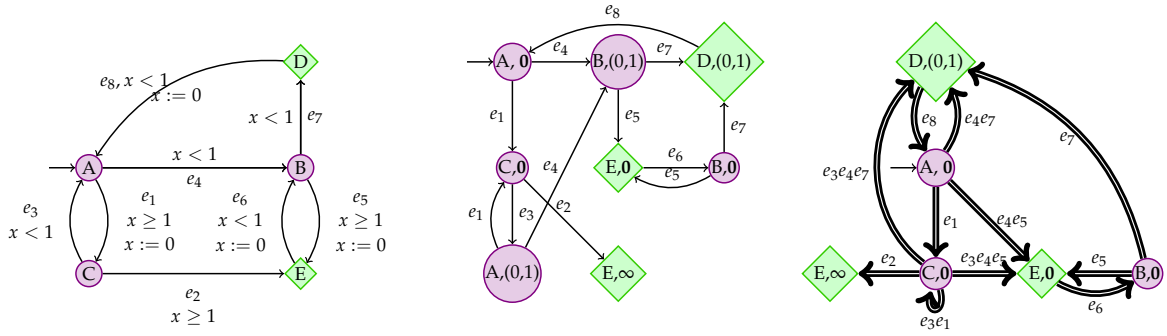 D
e₈, x < 1
x := 0
x < 1
e₇
A
x < 1
e₄
B
e₃
x < 1
e₁
x ≥ 1
x := 0
e₆
x < 1
x := 0
e₅
x ≥ 1
x := 0
C
E
e₂
x ≥ 1
e₈
A, 0
e₄
B,(0,1)
e₇
D,(0,1)
e₁
e₅
e₇
C,0
e₄
E,0
e₆
e₅
B,0
e₁
e₃
e₂
A,(0,1)
E,∞
D,(0,1)
e₈
e₄e₇
e₇
e₃e₄e₇
A, 0
e₁
e₄e₅
E,∞
e₂
C,0
e₃e₄e₅
E,0
e₅
B,0
e₆
e₃e₁